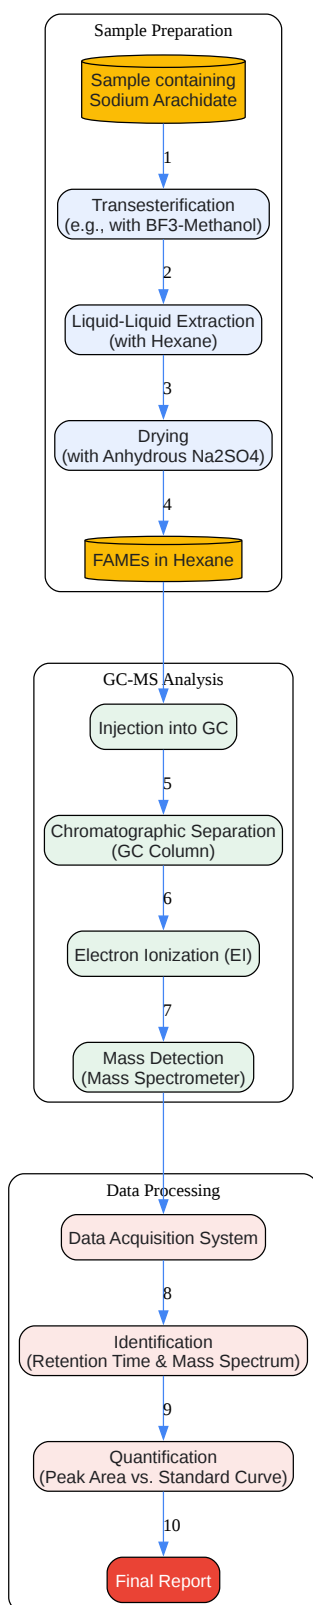 Sample Preparation
Sample containing
Sodium Arachidate
1
Transesterification
(e.g., with BF3-Methanol)
2
Liquid-Liquid Extraction
(with Hexane)
3
Drying
(with Anhydrous Na2SO4)
4
FAMEs in Hexane
GC-MS Analysis
Injection into GC
5
Chromatographic Separation
(GC Column)
6
Electron Ionization (EI)
7
Mass Detection
(Mass Spectrometer)
Data Processing
Data Acquisition System
8
Identification
(Retention Time & Mass Spectrum)
9
Quantification
(Peak Area vs. Standard Curve)
10
Final Report